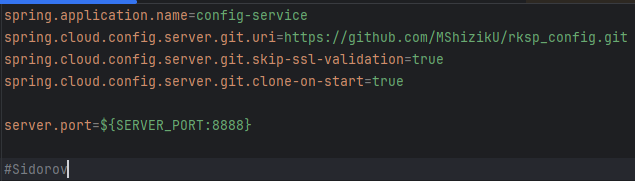 spring.application.name=config-service
spring.cloud.config.server.git.uri=https://github.com/MShizikU/rksp_config.git
spring.cloud.config.server.git.skip-ssl-validation=true
spring.cloud.config.server.git.clone-on-start=true
server.port=${SERVER_PORT:8888}
#Sidorov